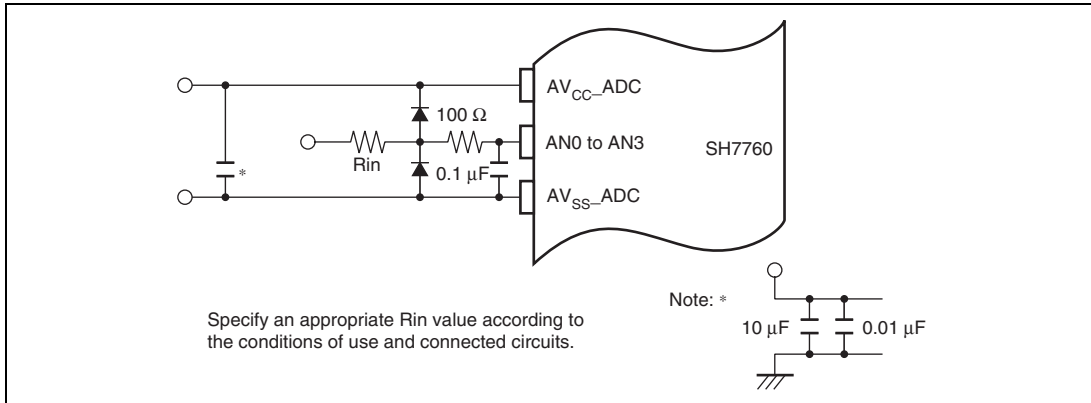 AVCC_ADC
100 Ω
AN0 to AN3
SH7760
Rin
0.1 μF
*
AVSS_ADC
Note: *
10 μF
0.01 μF
Specify an appropriate Rin value according to
the conditions of use and connected circuits.